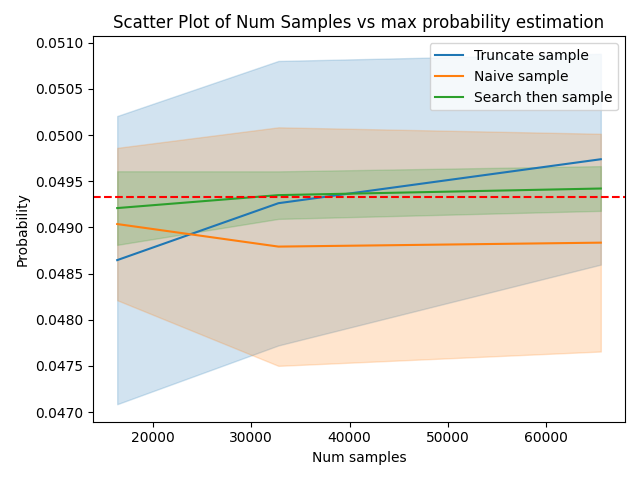 Scatter Plot of Num Samples vs max probability estimation
Truncate sample
Naive sample
Search then sample
Probability
0.0510
0.0505
0.0500
0.0495
0.0490
0.0485
0.0480
0.0475
0.0470
20000 30000 40000 50000 60000
Num samples